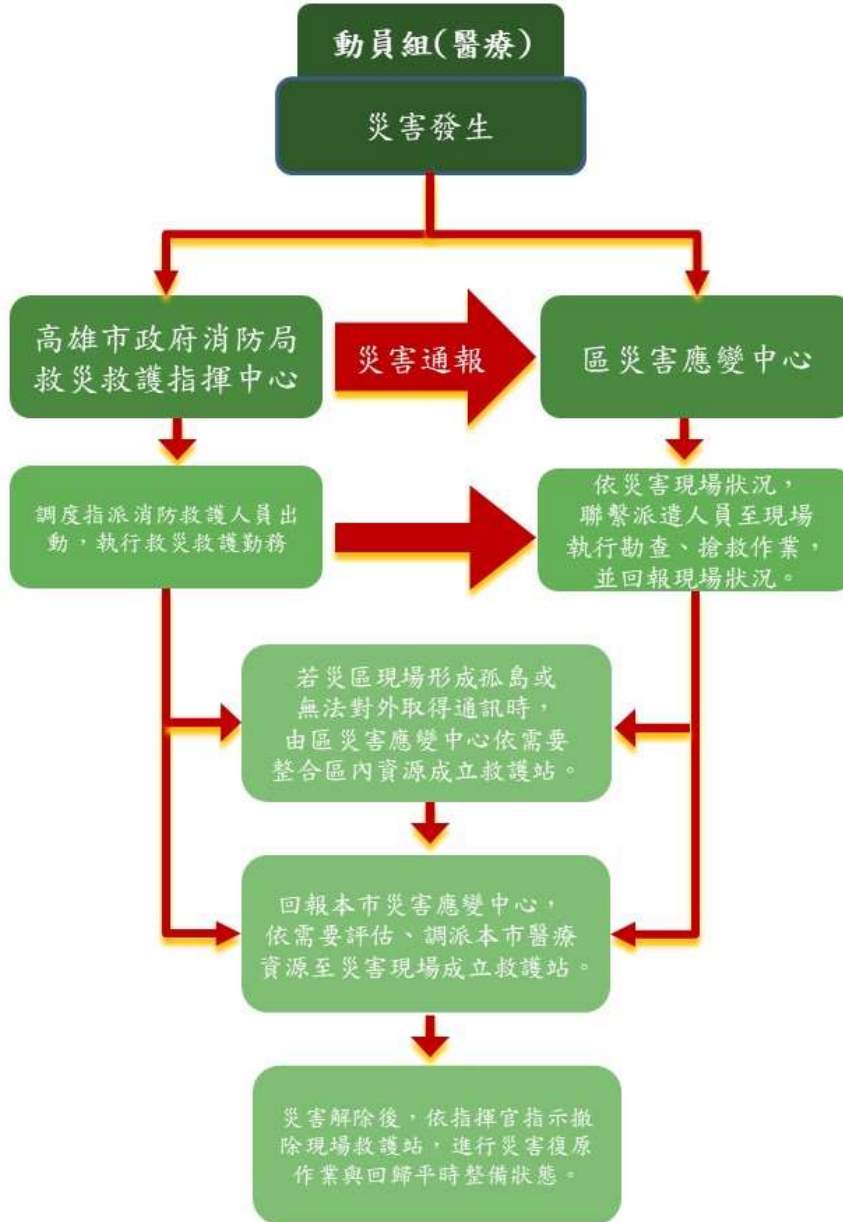 動員組(醫療)
災害發生
高雄市政府消防局
救災救護指揮中心
災害通報
區災害應變中心
調度指派消防救護人員出
動，執行救災救護勤務
依災害現場狀況，
聯繫派遣人員至現場
執行勘查、搶救作業，
並回報現場狀況。
若災區現場形成孤島或
無法對外取得通訊時，
由區災害應變中心依需要
整合區內資源成立救護站。
回報本市災害應變中心，
依需要評估、調派本市醫療
資源至災害現場成立救護站。
災害解除後，依指揮官指示撤
除現場救護站，進行災害復原
作業與回歸平時整備狀態。